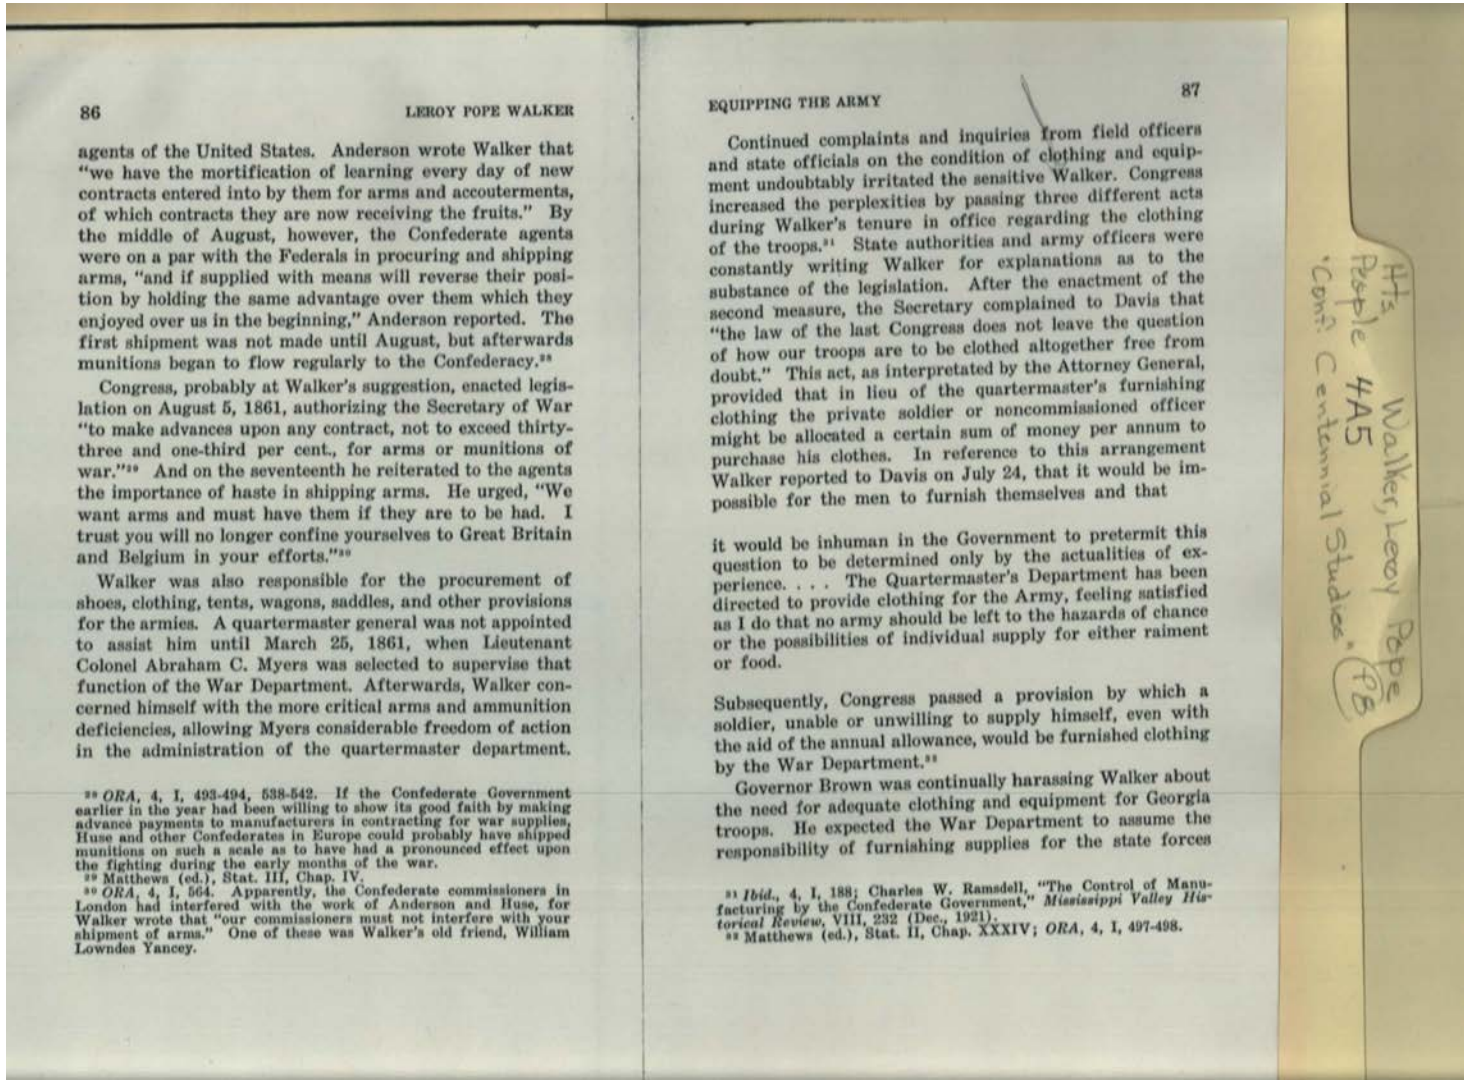 86 LEROY POPE WALKER
agents of the United States. Anderson wrote Walker that
“we have the mortification of learning every day of new
contracts entered into by them for arms and accouterments,
of which contracts they are now receiving the fruits.” By
the middle of August, however, the Confederate agents
were on a par with the Federals in procuring and shipping
arms, “and if supplied with means will reverse their posi-
tion by holding the same advantage over them which they
enjoyed over us in the beginning,” Anderson reported. The
first shipment was not made until August, but afterwards
munitions began to flow regularly to the Confederacy.²⁸
Congress, probably at Walker's suggestion, enacted legis-
lation on August 5, 1861, authorizing the Secretary of War
“to make advances upon any contract, not to exceed thirty-
three and one-third per cent., for arms or munitions of
war.”²⁹ And on the seventeenth he reiterated to the agents
the importance of haste in shipping arms. He urged, “We
want arms and must have them if they are to be had. I
trust you will no longer confine yourselves to Great Britain
and Belgium in your efforts.”³⁰
Walker was also responsible for the procurement of
shoes, clothing, tents, wagons, saddles, and other provisions
for the armies. A quartermaster general was not appointed
to assist him until March 25, 1861, when Lieutenant
Colonel Abraham C. Myers was selected to supervise that
function of the War Department. Afterwards, Walker con-
cerned himself with the more critical arms and ammunition
deficiencies, allowing Myers considerable freedom of action
in the administration of the quartermaster department.
²⁸ ORA, 4, I, 493-494, 538-542. If the Confederate Government
earlier in the year had been willing to show its good faith by making
advance payments to manufacturers in contracting for war supplies,
Huse and other Confederates in Europe could probably have shipped
munitions on such a scale as to have had a pronounced effect upon
the fighting during the early months of the war.
²⁹ Matthews (ed.), Stat. III, Chap. IV.
³⁰ ORA, 4, I, 564. Apparently, the Confederate commissioners in
London had interfered with the work of Anderson and Huse, for
Walker wrote that “our commissioners must not interfere with your
shipment of arms.” One of these was Walker's old friend, William
Lowndes Yancey.
EQUIPPING THE ARMY 87
Continued complaints and inquiries from field officers
and state officials on the condition of clothing and equip-
ment undoubtably irritated the sensitive Walker. Congress
increased the perplexities by passing three different acts
during Walker's tenure in office regarding the clothing
of the troops.³¹ State authorities and army officers were
constantly writing Walker for explanations as to the
substance of the legislation. After the enactment of the
second measure, the Secretary complained to Davis that
“the law of the last Congress does not leave the question
of how our troops are to be clothed altogether free from
doubt.” This act, as interpretated by the Attorney General,
provided that in lieu of the quartermaster's furnishing
clothing the private soldier or noncommissioned officer
might be allocated a certain sum of money per annum to
purchase his clothes. In reference to this arrangement
Walker reported to Davis on July 24, that it would be im-
possible for the men to furnish themselves and that
it would be inhuman in the Government to pretermit this
question to be determined only by the actualities of ex-
perience. . . . The Quartermaster's Department has been
directed to provide clothing for the Army, feeling satisfied
as I do that no army should be left to the hazards of chance
or the possibilities of individual supply for either raiment
or food.
Subsequently, Congress passed a provision by which a
soldier, unable or unwilling to supply himself, even with
the aid of the annual allowance, would be furnished clothing
by the War Department.³²
Governor Brown was continually harassing Walker about
the need for adequate clothing and equipment for Georgia
troops. He expected the War Department to assume the
responsibility of furnishing supplies for the state forces
³¹ Ibid., 4, I, 188; Charles W. Ramsdell, “The Control of Manu-
facturing by the Confederate Government,” Mississippi Valley His-
torical Review, VIII, 232 (Dec., 1921).
³² Matthews (ed.), Stat. II, Chap. XXXIV; ORA, 4, I, 497-498.
Hts Walker, Leroy Pope
People 4A5 P8
"Conf. Centennial Studies"